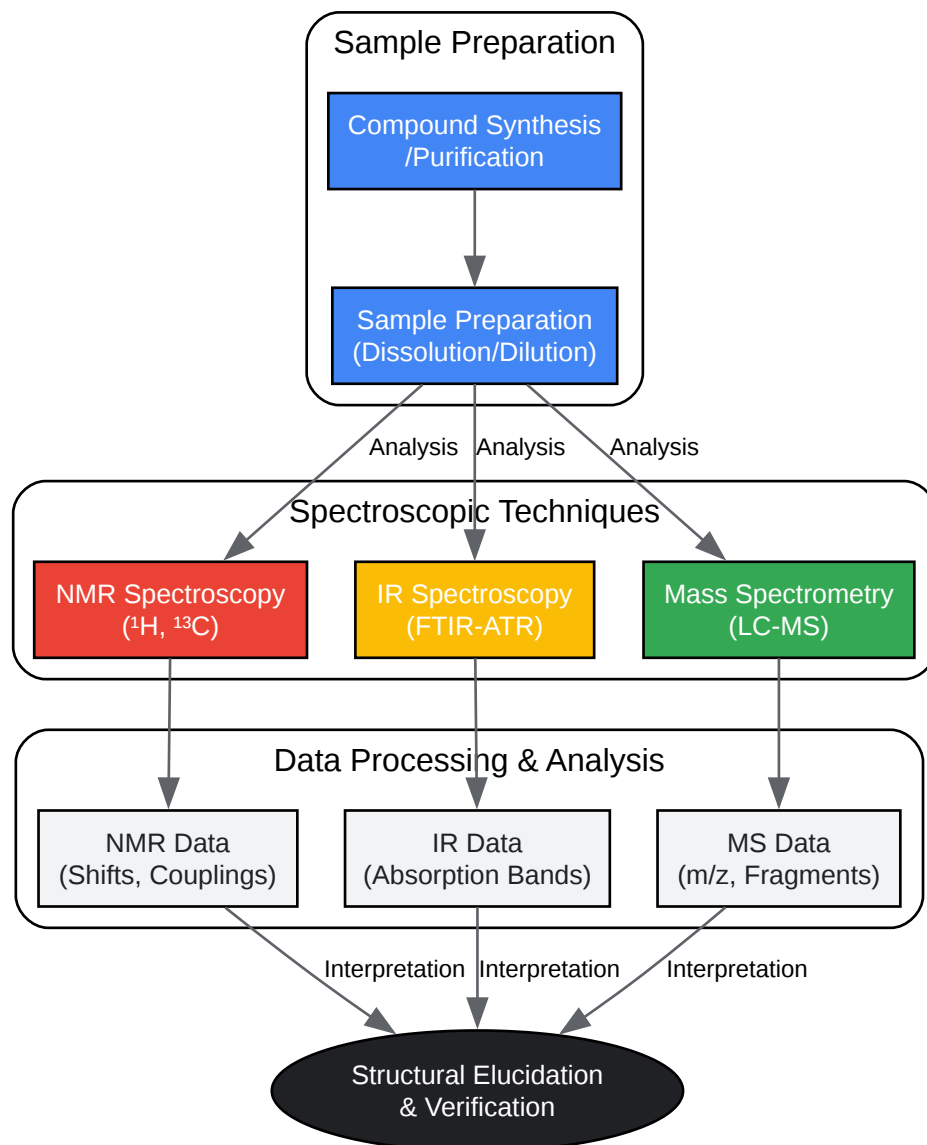 Sample Preparation
Compound Synthesis
/Purification
Sample Preparation
(Dissolution/Dilution)
Analysis
Analysis
Analysis
Spectroscopic Techniques
NMR Spectroscopy
(¹H, ¹³C)
IR Spectroscopy
(FTIR-ATR)
Mass Spectrometry
(LC-MS)
Data Processing & Analysis
NMR Data
(Shifts, Couplings)
IR Data
(Absorption Bands)
MS Data
(m/z, Fragments)
Interpretation
Interpretation
Interpretation
Structural Elucidation
& Verification